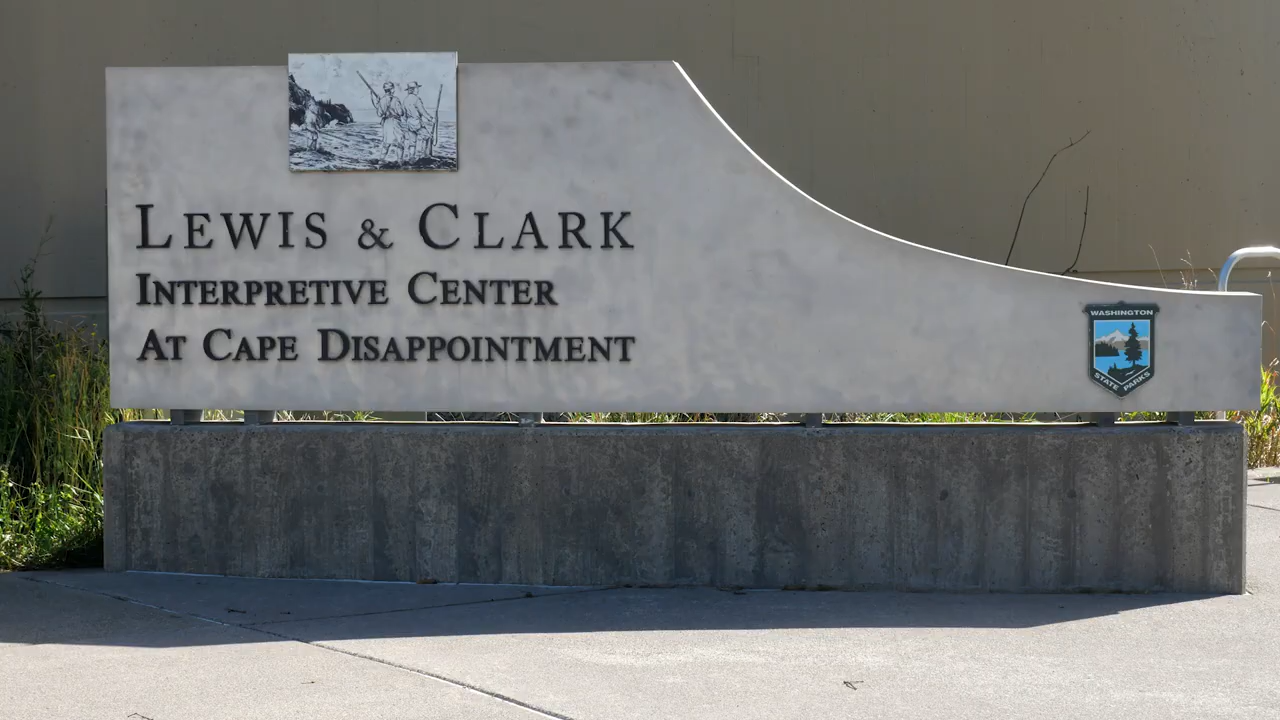 LEWIS & CLARK
INTERPRETIVE CENTER
AT CAPE DISAPPOINTMENT
WASHINGTON
STATE PARKS